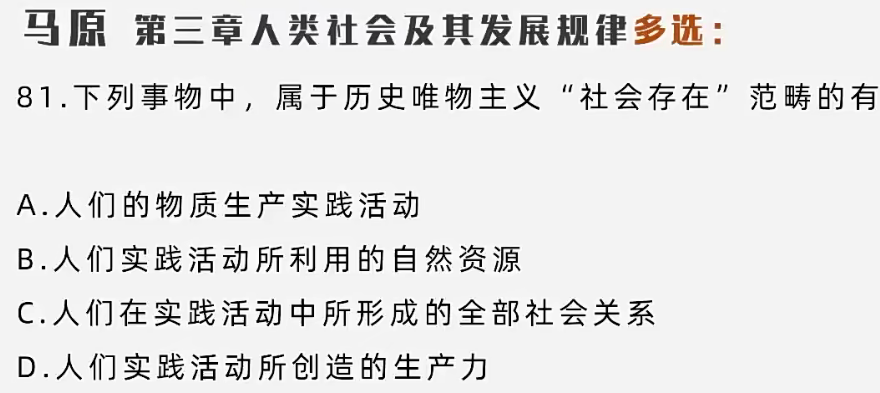 马原 第三章人类社会及其发展规律多选：
81.下列事物中，属于历史唯物主义“社会存在”范畴的有
A.人们的物质生产实践活动
B.人们实践活动所利用的自然资源
C.人们在实践活动中所形成的全部社会关系
D.人们实践活动所创造的生产力